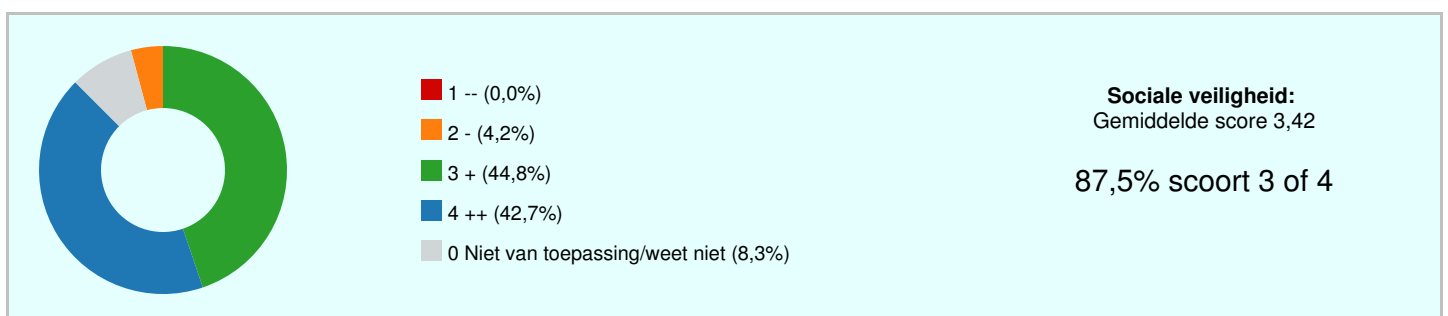 1 -- (0,0%)
2 - (4,2%)
3 + (44,8%)
4 ++ (42,7%)
0 Niet van toepassing/weet niet (8,3%)
Sociale veiligheid:
Gemiddelde score 3,42
87,5% scoort 3 of 4